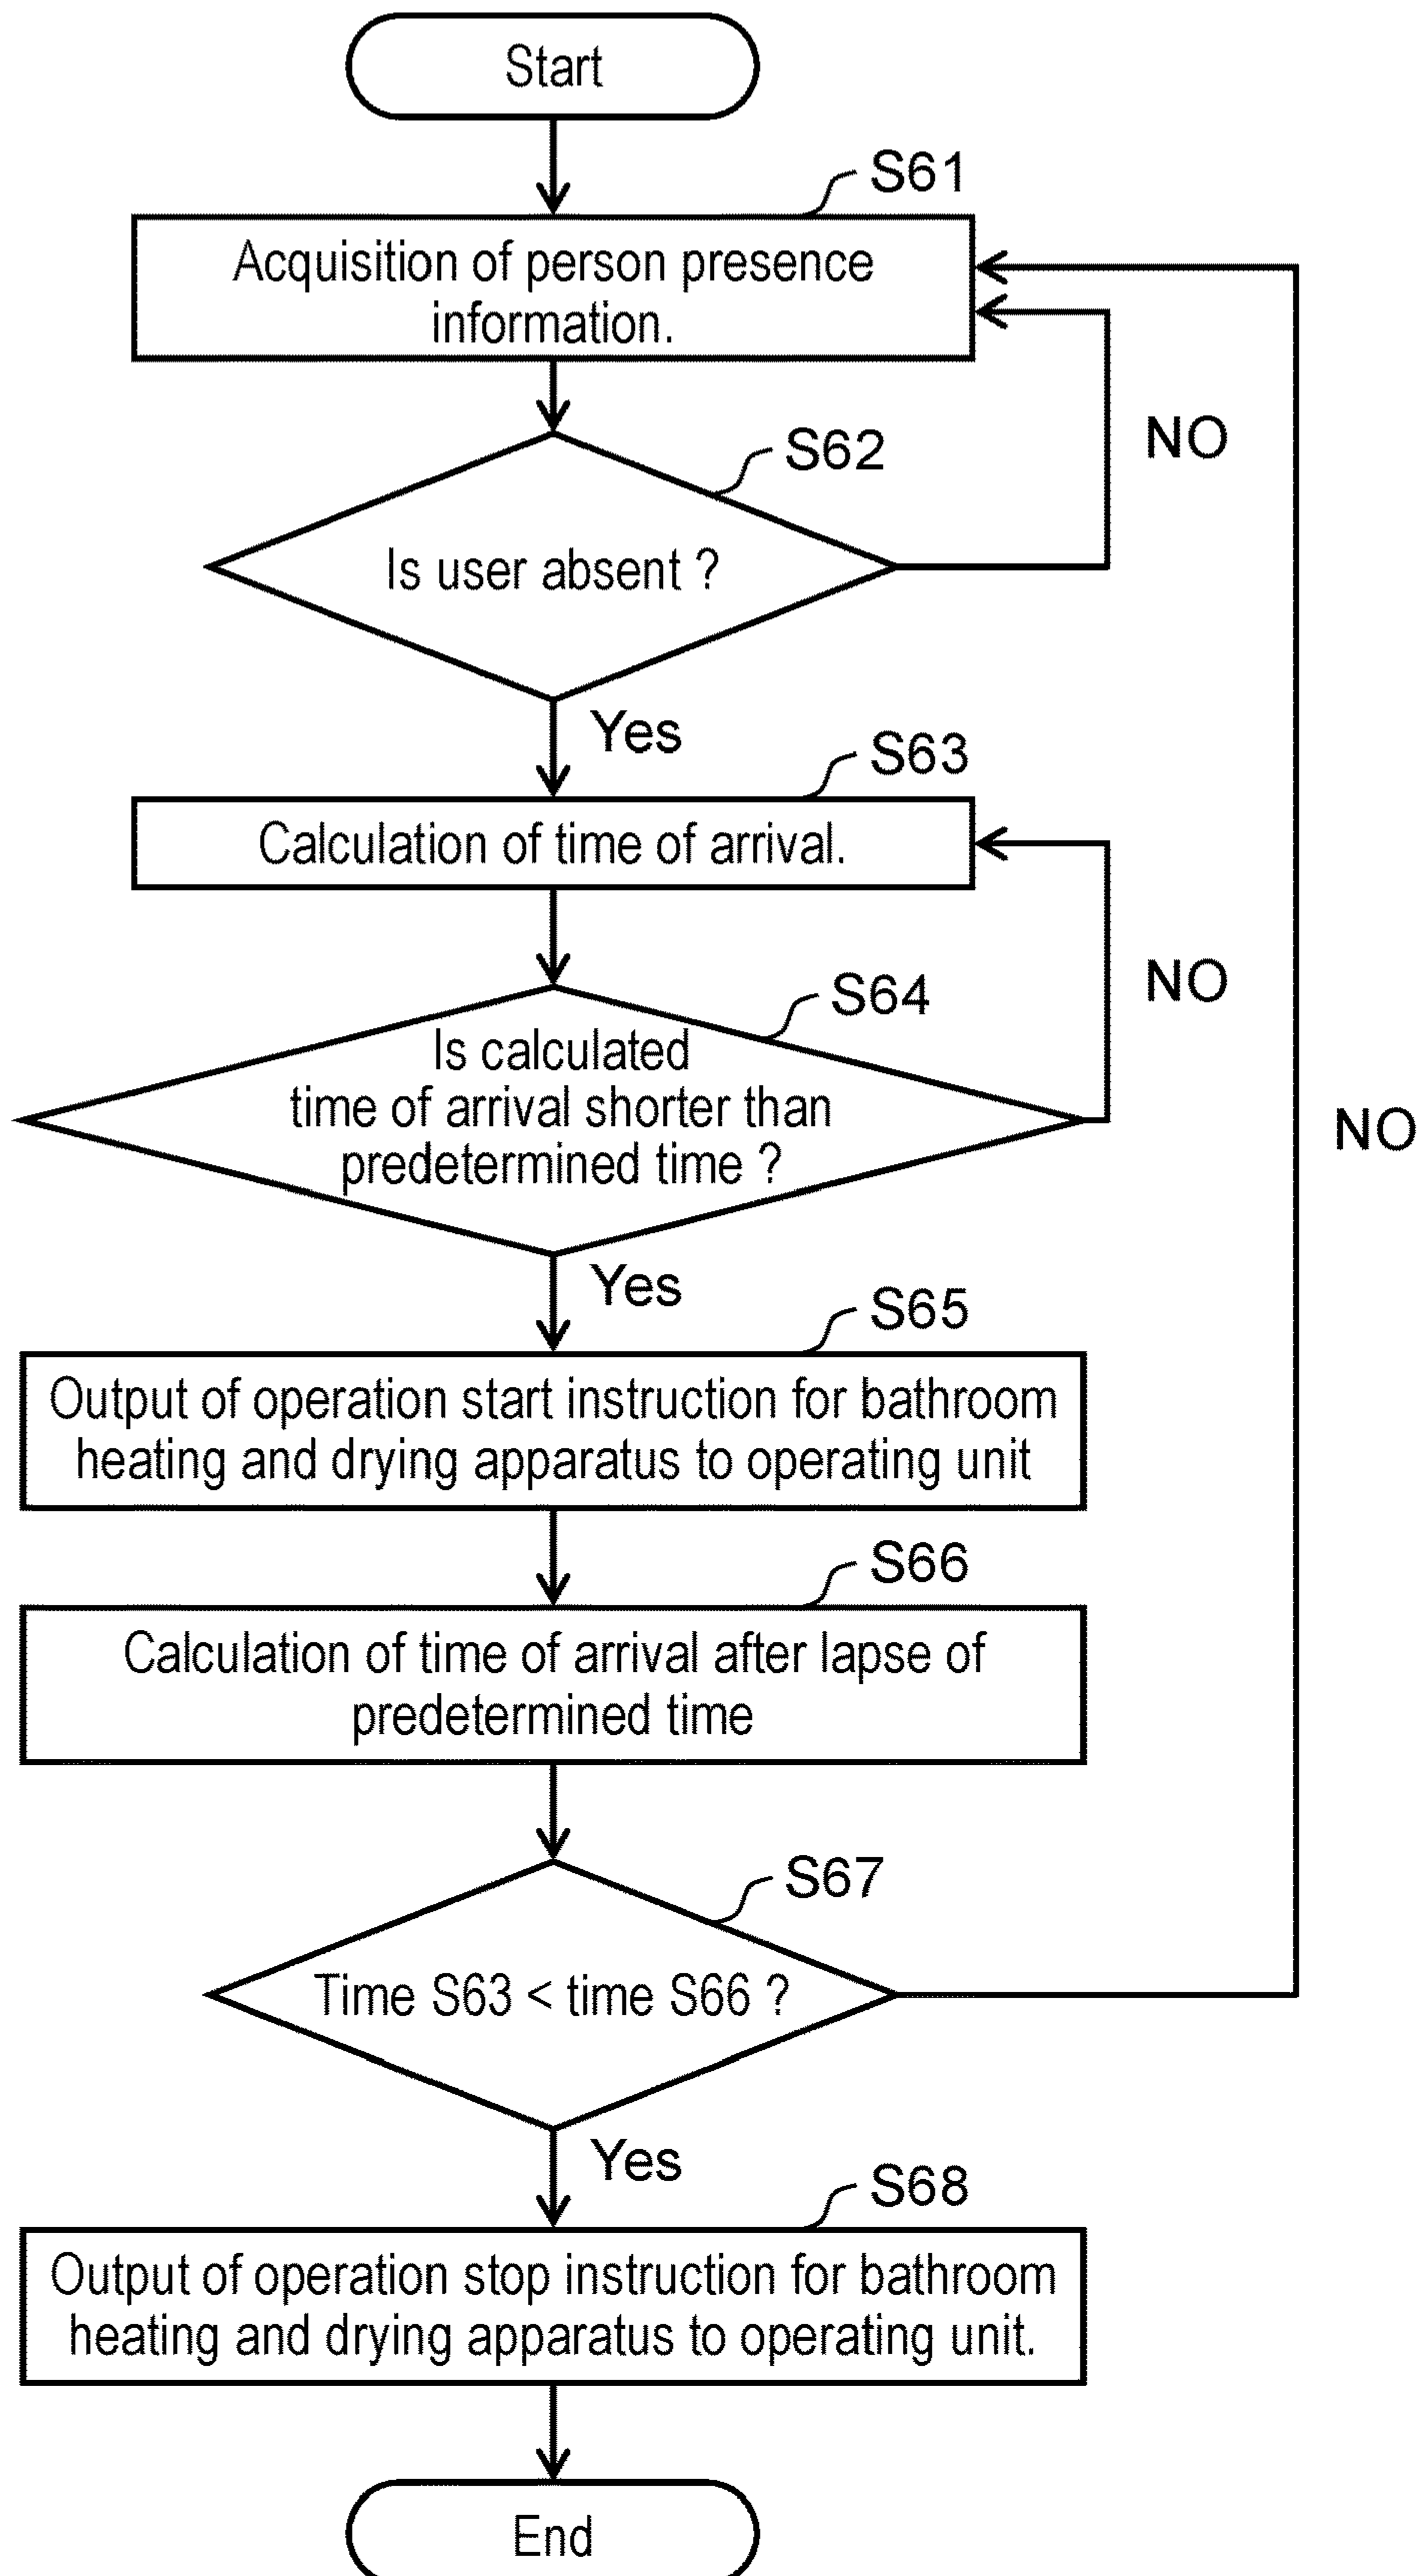 Start
S61
Acquisition of person presence
information.
NO
S62
Is user absent ?
Yes
S63
Calculation of time of arrival.
NO
S64
Is calculated
time of arrival shorter than
predetermined time ?
NO
Yes
S65
Output of operation start instruction for bathroom
heating and drying apparatus to operating unit
S66
Calculation of time of arrival after lapse of
predetermined time
S67
Time S63 < time S66 ?
Yes
S68
Output of operation stop instruction for bathroom
heating and drying apparatus to operating unit.
End